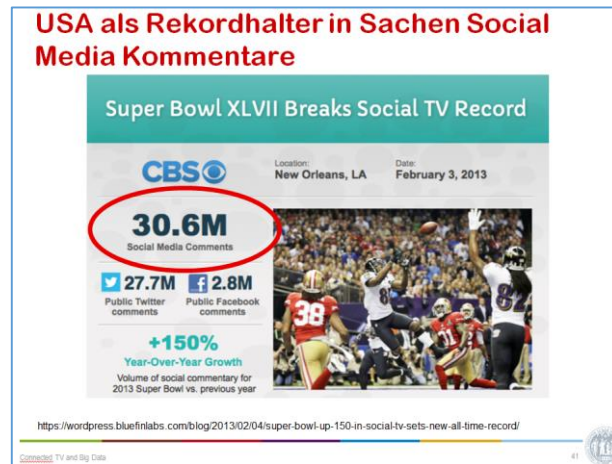 USA als Rekordhalter in Sachen Social
Media Kommentare
Super Bowl XLVII Breaks Social TV Record
CBS
Location:
New Orleans, LA
Date:
February 3, 2013
30.6M
Social Media Comments
27.7M
Public Twitter
comments
2.8M
Public Facebook
comments
+150%
Year-Over-Year Growth
Volume of social commentary for
2013 Super Bowl vs. previous year
38
82
https://wordpress.bluefinlabs.com/blog/2013/02/04/super-bowl-up-150-in-social-tv-sets-new-all-time-record/
Connected TV and Big Data
41